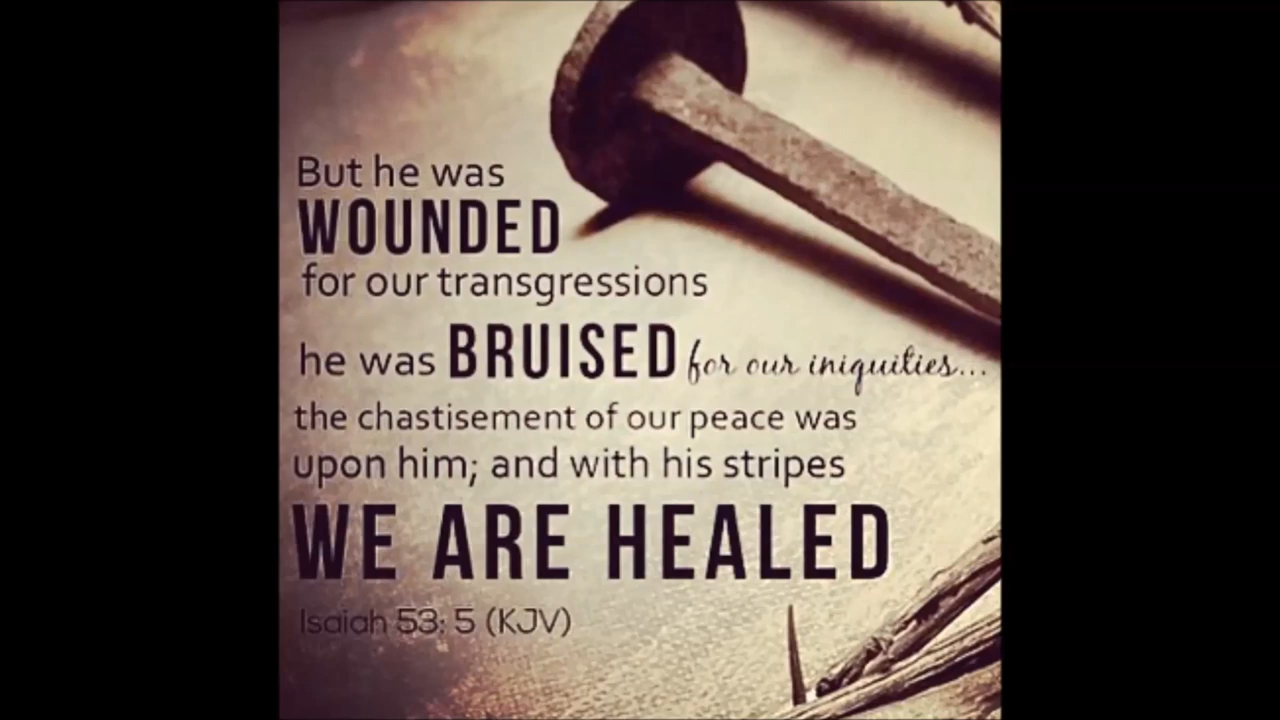 But he was
WOUNDED
for our transgressions
he was BRUISED for our iniquities...
the chastisement of our peace was
upon him; and with his stripes
WE ARE HEALED
Isaiah 53: 5 (KJV)